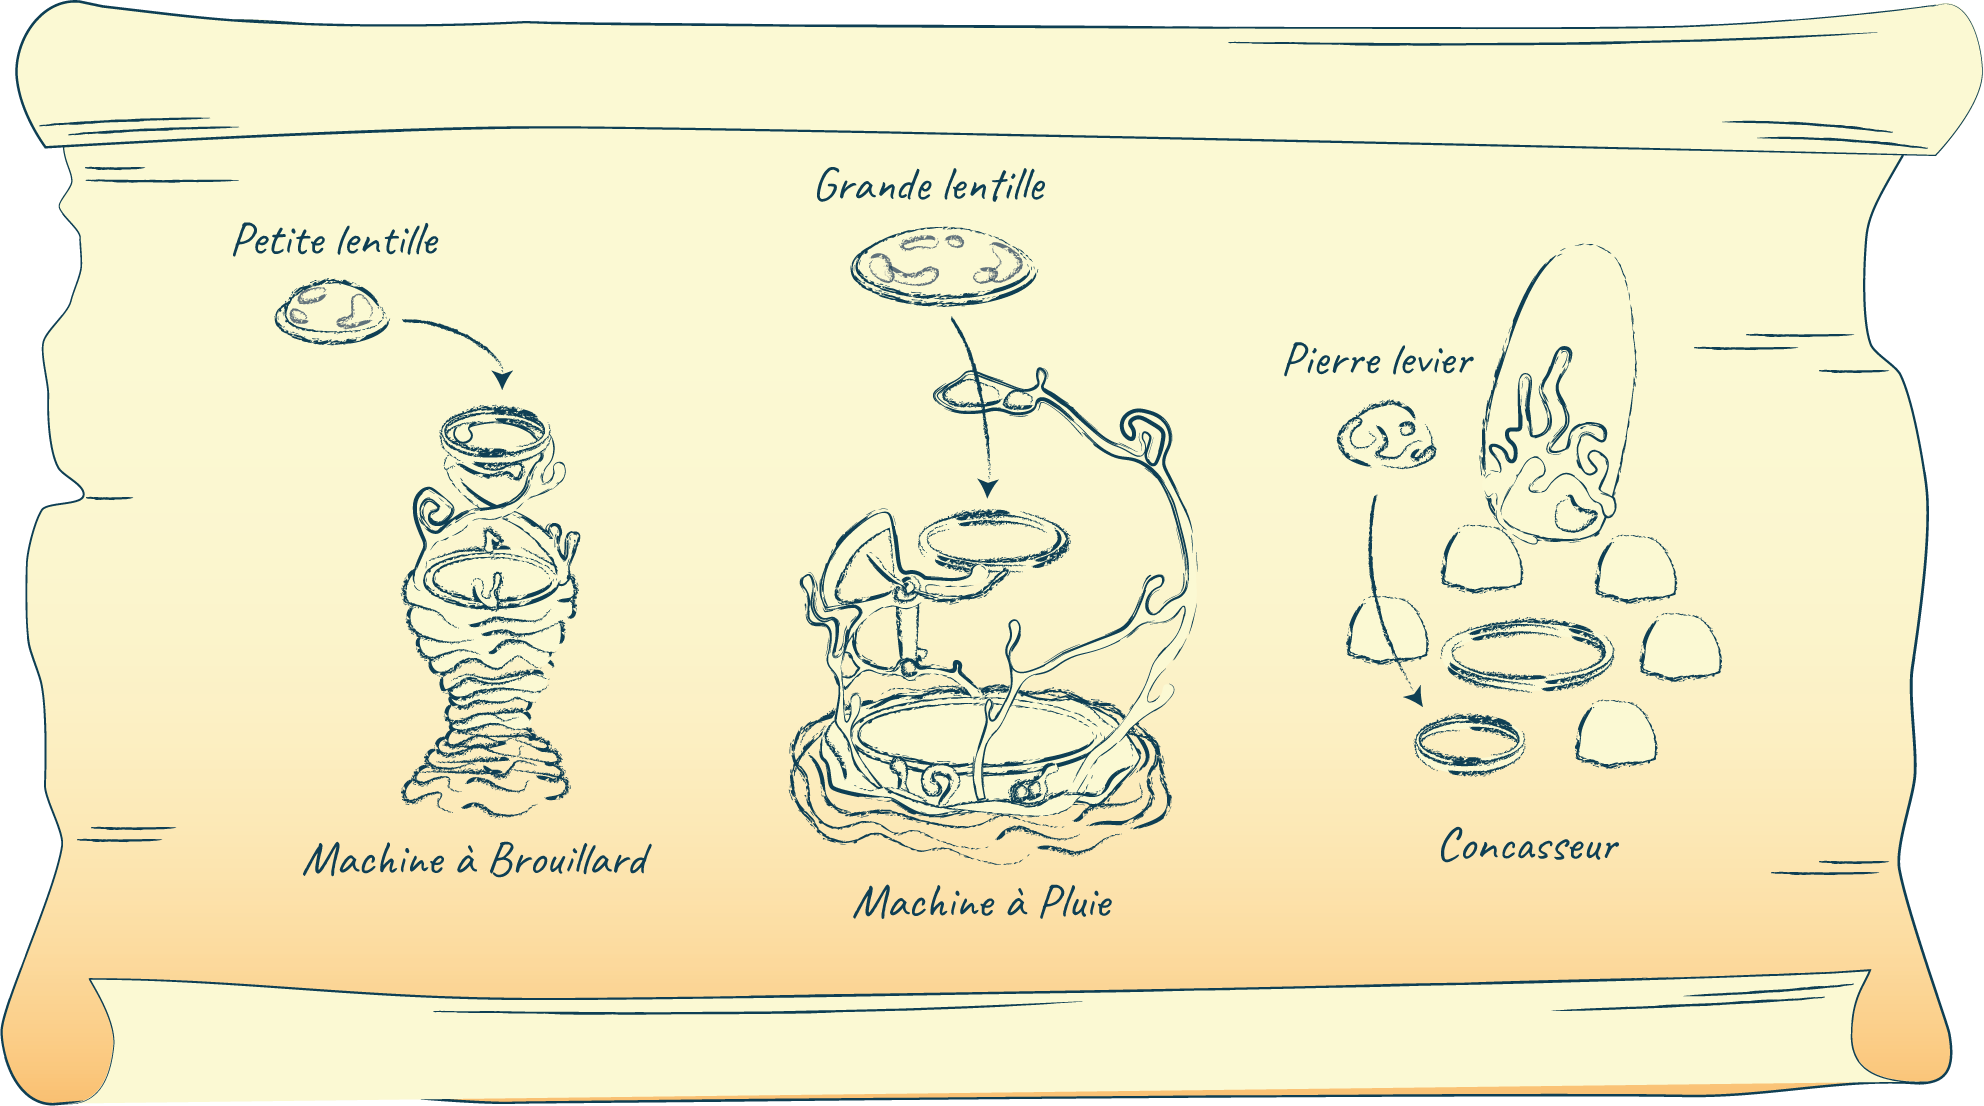 Grande lentille
Petite lentille
Pierre levier
Machine à Brouillard
Machine à Pluie
Concasseur